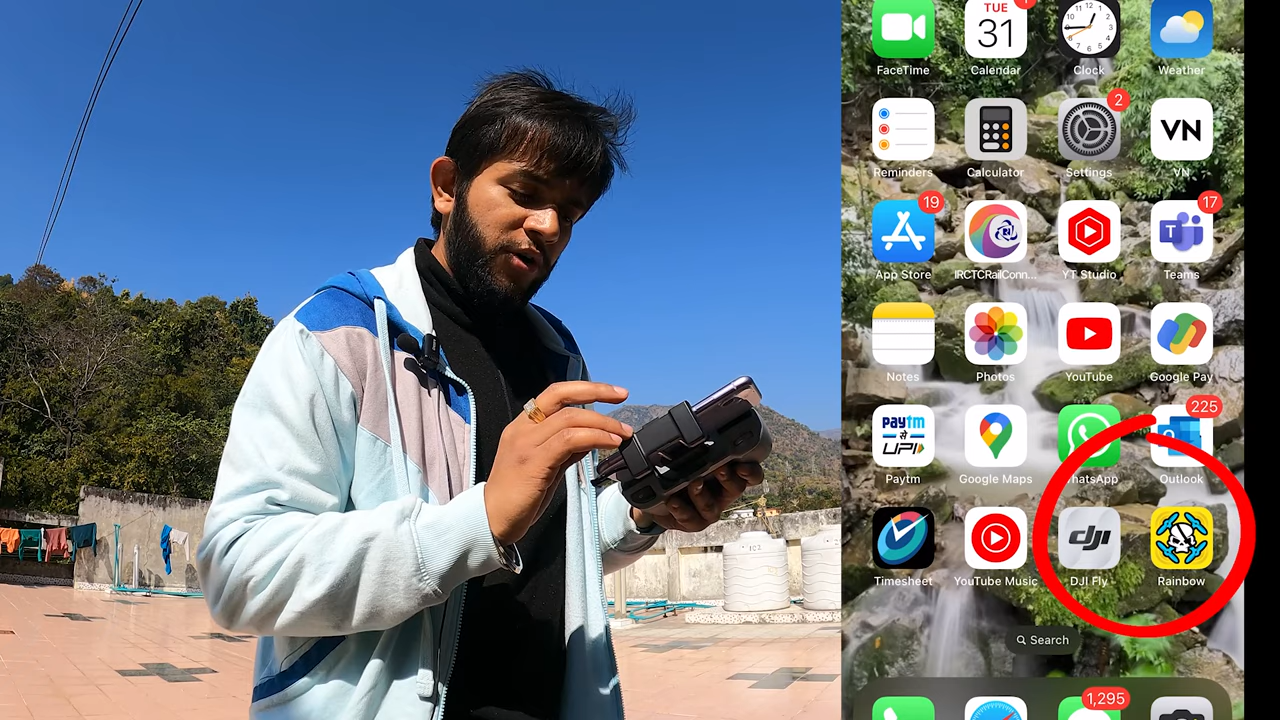 TUE
31
FaceTime
Calendar
Clock
Weather
2
VN
Reminders
Calculator
Settings
VN
19
17
App Store
IRCTCRailConn...
YT Studio
Teams
Notes
Photos
YouTube
Google Pay
225
paytm
से
UPI
Paytm
Google Maps
WhatsApp
Outlook
dji
Timesheet
YouTube Music
DJI Fly
Rainbow
Search
1,295